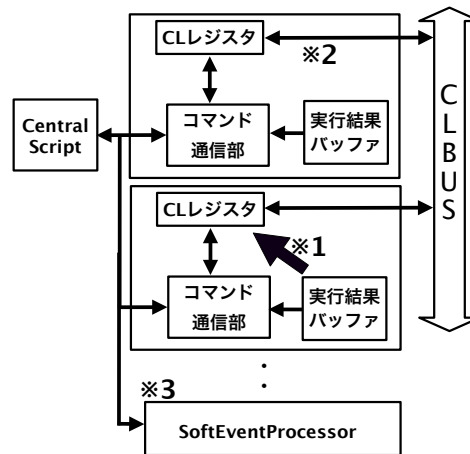 CLレジスタ
※2
Central
Script
コマンド
通信部
実行結果
バッファ
CLBUS
CLレジスタ
※1
コマンド
通信部
実行結果
バッファ
:
※3
SoftEventProcessor